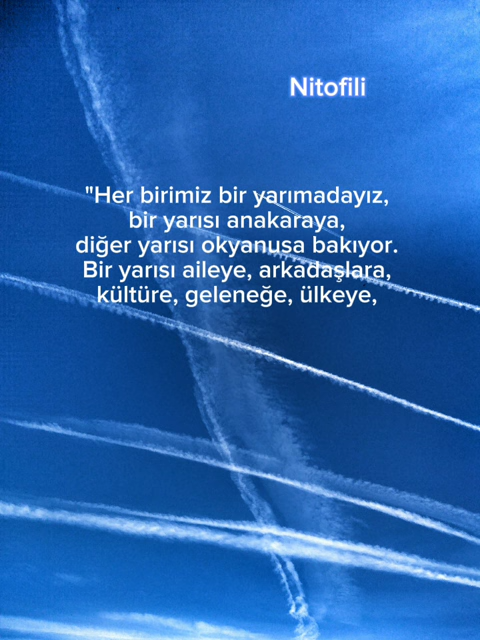 Nitofili
"Her birimiz bir yarımadayız,
bir yarısı anakaraya,
diğer yarısı okyanusa bakıyor.
Bir yarısı aileye, arkadaşlara,
kültüre, geleneğe, ülkeye,